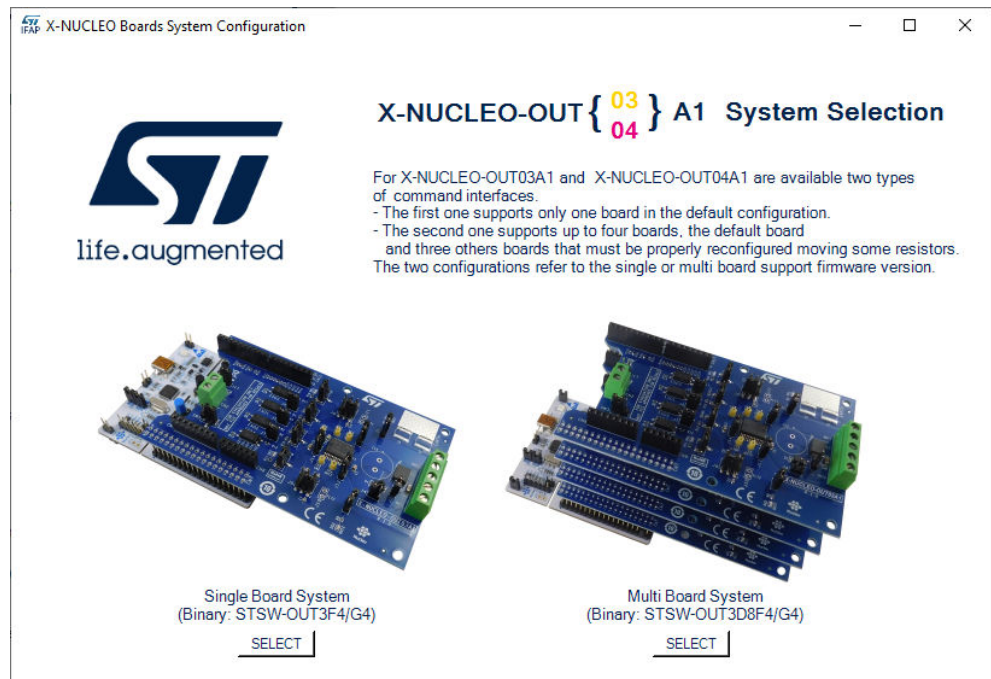 IFAP X-NUCLEO Boards System Configuration
X-NUCLEO-OUT { 03 04 } A1 System Selection
life.augmented
For X-NUCLEO-OUT03A1 and X-NUCLEO-OUT04A1 are available two types
of command interfaces.
- The first one supports only one board in the default configuration.
- The second one supports up to four boards, the default board
and three others boards that must be properly reconfigured moving some resistors.
The two configurations refer to the single or multi board support firmware version.
Single Board System
(Binary: STSW-OUT3F4/G4)
SELECT
Multi Board System
(Binary: STSW-OUT3D8F4/G4)
SELECT